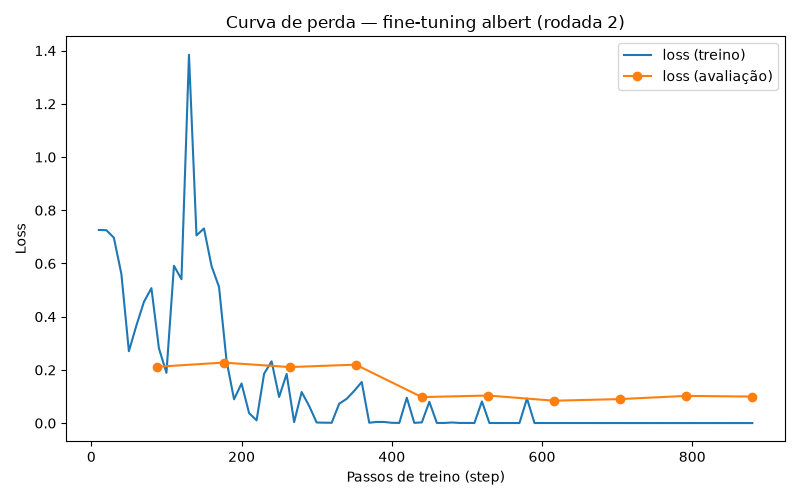 Curva de perda — fine-tuning albert (rodada 2)
loss (treino)
loss (avaliação)
Loss
1.4
1.2
1.0
0.8
0.6
0.4
0.2
0.0
0 200 400 600 800
Passos de treino (step)